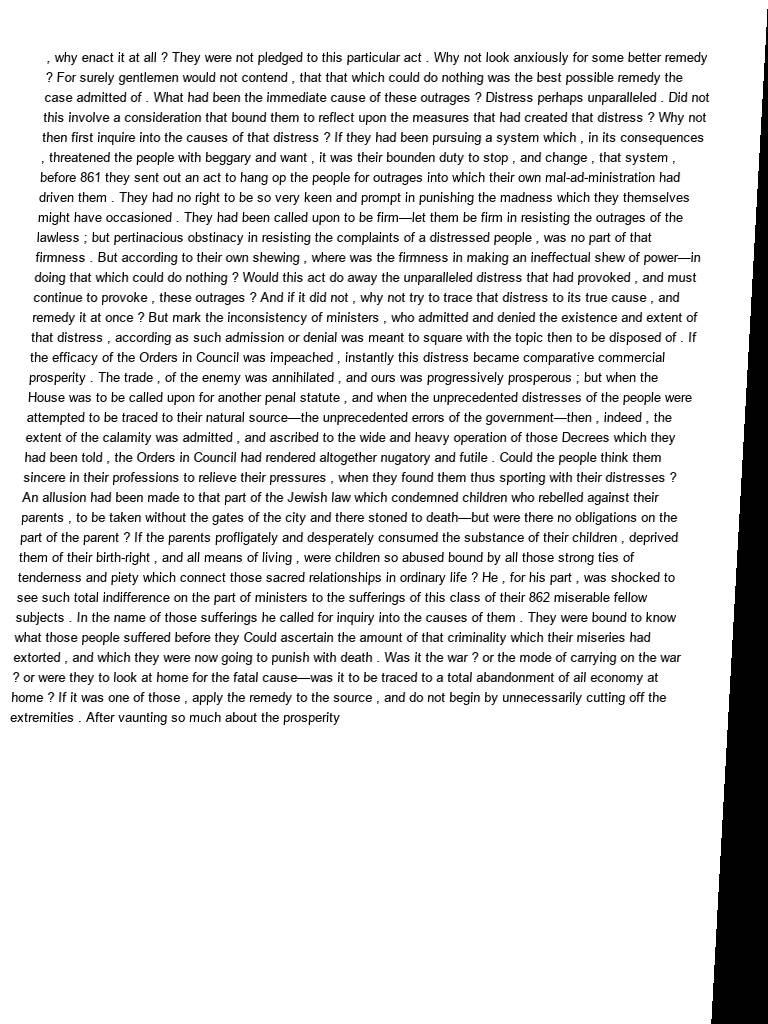 , why enact it at all ? They were not pledged to this particular act . Why not look anxiously for some better remedy
? For surely gentlemen would not contend , that that which could do nothing was the best possible remedy the
case admitted of . What had been the immediate cause of these outrages ? Distress perhaps unparalleled . Did not
this involve a consideration that bound them to reflect upon the measures that had created that distress ? Why not
then first inquire into the causes of that distress ? If they had been pursuing a system which , in its consequences
, threatened the people with beggary and want , it was their bounden duty to stop , and change , that system ,
before 861 they sent out an act to hang op the people for outrages into which their own mal-ad-ministration had
driven them . They had no right to be so very keen and prompt in punishing the madness which they themselves
might have occasioned . They had been called upon to be firm—let them be firm in resisting the outrages of the
lawless ; but pertinacious obstinacy in resisting the complaints of a distressed people , was no part of that
firmness . But according to their own shewing , where was the firmness in making an ineffectual shew of power—in
doing that which could do nothing ? Would this act do away the unparalleled distress that had provoked , and must
continue to provoke , these outrages ? And if it did not , why not try to trace that distress to its true cause , and
remedy it at once ? But mark the inconsistency of ministers , who admitted and denied the existence and extent of
that distress , according as such admission or denial was meant to square with the topic then to be disposed of . If
the efficacy of the Orders in Council was impeached , instantly this distress became comparative commercial
prosperity . The trade , of the enemy was annihilated , and ours was progressively prosperous ; but when the
House was to be called upon for another penal statute , and when the unprecedented distresses of the people were
attempted to be traced to their natural source—the unprecedented errors of the government—then , indeed , the
extent of the calamity was admitted , and ascribed to the wide and heavy operation of those Decrees which they
had been told , the Orders in Council had rendered altogether nugatory and futile . Could the people think them
sincere in their professions to relieve their pressures , when they found them thus sporting with their distresses ?
An allusion had been made to that part of the Jewish law which condemned children who rebelled against their
parents , to be taken without the gates of the city and there stoned to death—but were there no obligations on the
part of the parent ? If the parents profligately and desperately consumed the substance of their children , deprived
them of their birth-right , and all means of living , were children so abused bound by all those strong ties of
tenderness and piety which connect those sacred relationships in ordinary life ? He , for his part , was shocked to
see such total indifference on the part of ministers to the sufferings of this class of their 862 miserable fellow
subjects . In the name of those sufferings he called for inquiry into the causes of them . They were bound to know
what those people suffered before they Could ascertain the amount of that criminality which their miseries had
extorted , and which they were now going to punish with death . Was it the war ? or the mode of carrying on the war
? or were they to look at home for the fatal cause—was it to be traced to a total abandonment of ail economy at
home ? If it was one of those , apply the remedy to the source , and do not begin by unnecessarily cutting off the
extremities . After vaunting so much about the prosperity